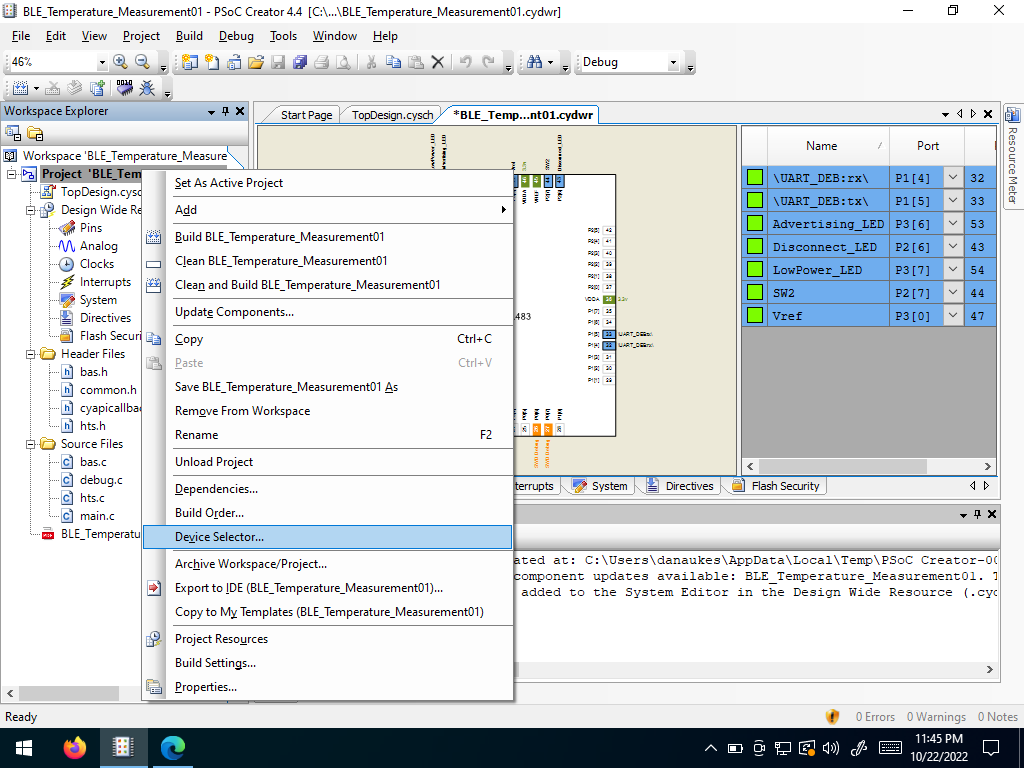 BLE_Temperature_Measurement01 - PSoC Creator 4.4  [C:\...\BLE_Temperature_Measurement01.cydwr]
File Edit View Project Build Debug Tools Window Help
46%
Debug
Workspace Explorer
Start Page
TopDesign.cysch
*BLE_Temp...nt01.cydwr
Workspace 'BLE_Temperature_Measure
Project 'BLE_Tem
TopDesign.cysc
Design Wide Re
Pins
Analog
Clocks
Interrupts
System
Directives
Flash Securi
Header Files
bas.h
common.h
cyapicallbac
hts.h
Source Files
bas.c
debug.c
hts.c
main.c
BLE_Temperatu
Set As Active Project
Add
Build BLE_Temperature_Measurement01
Clean BLE_Temperature_Measurement01
Clean and Build BLE_Temperature_Measurement01
Update Components...
Copy Ctrl+C
Paste Ctrl+V
Save BLE_Temperature_Measurement01 As
Remove From Workspace
Rename F2
Unload Project
Dependencies...
Build Order...
Device Selector...
Archive Workspace/Project...
Export to IDE (BLE_Temperature_Measurement01)...
Copy to My Templates (BLE_Temperature_Measurement01)
Project Resources
Build Settings...
Properties...
483
Name Port
\UART_DEB:rx\ P1[4] 32
\UART_DEB:tx\ P1[5] 33
Advertising_LED P3[6] 53
Disconnect_LED P2[6] 43
LowPower_LED P3[7] 54
SW2 P2[7] 44
Vref P3[0] 47
Resource Meter
terrupts
System
Directives
Flash Security
ated at: C:\Users\danaukes\AppData\Local\Temp\PSoC Creator-00
component updates available: BLE_Temperature_Measurement01. T
added to the System Editor in the Design Wide Resource (.cyd
Ready
0 Errors 0 Warnings 0 Notes
11:45 PM
10/22/2022